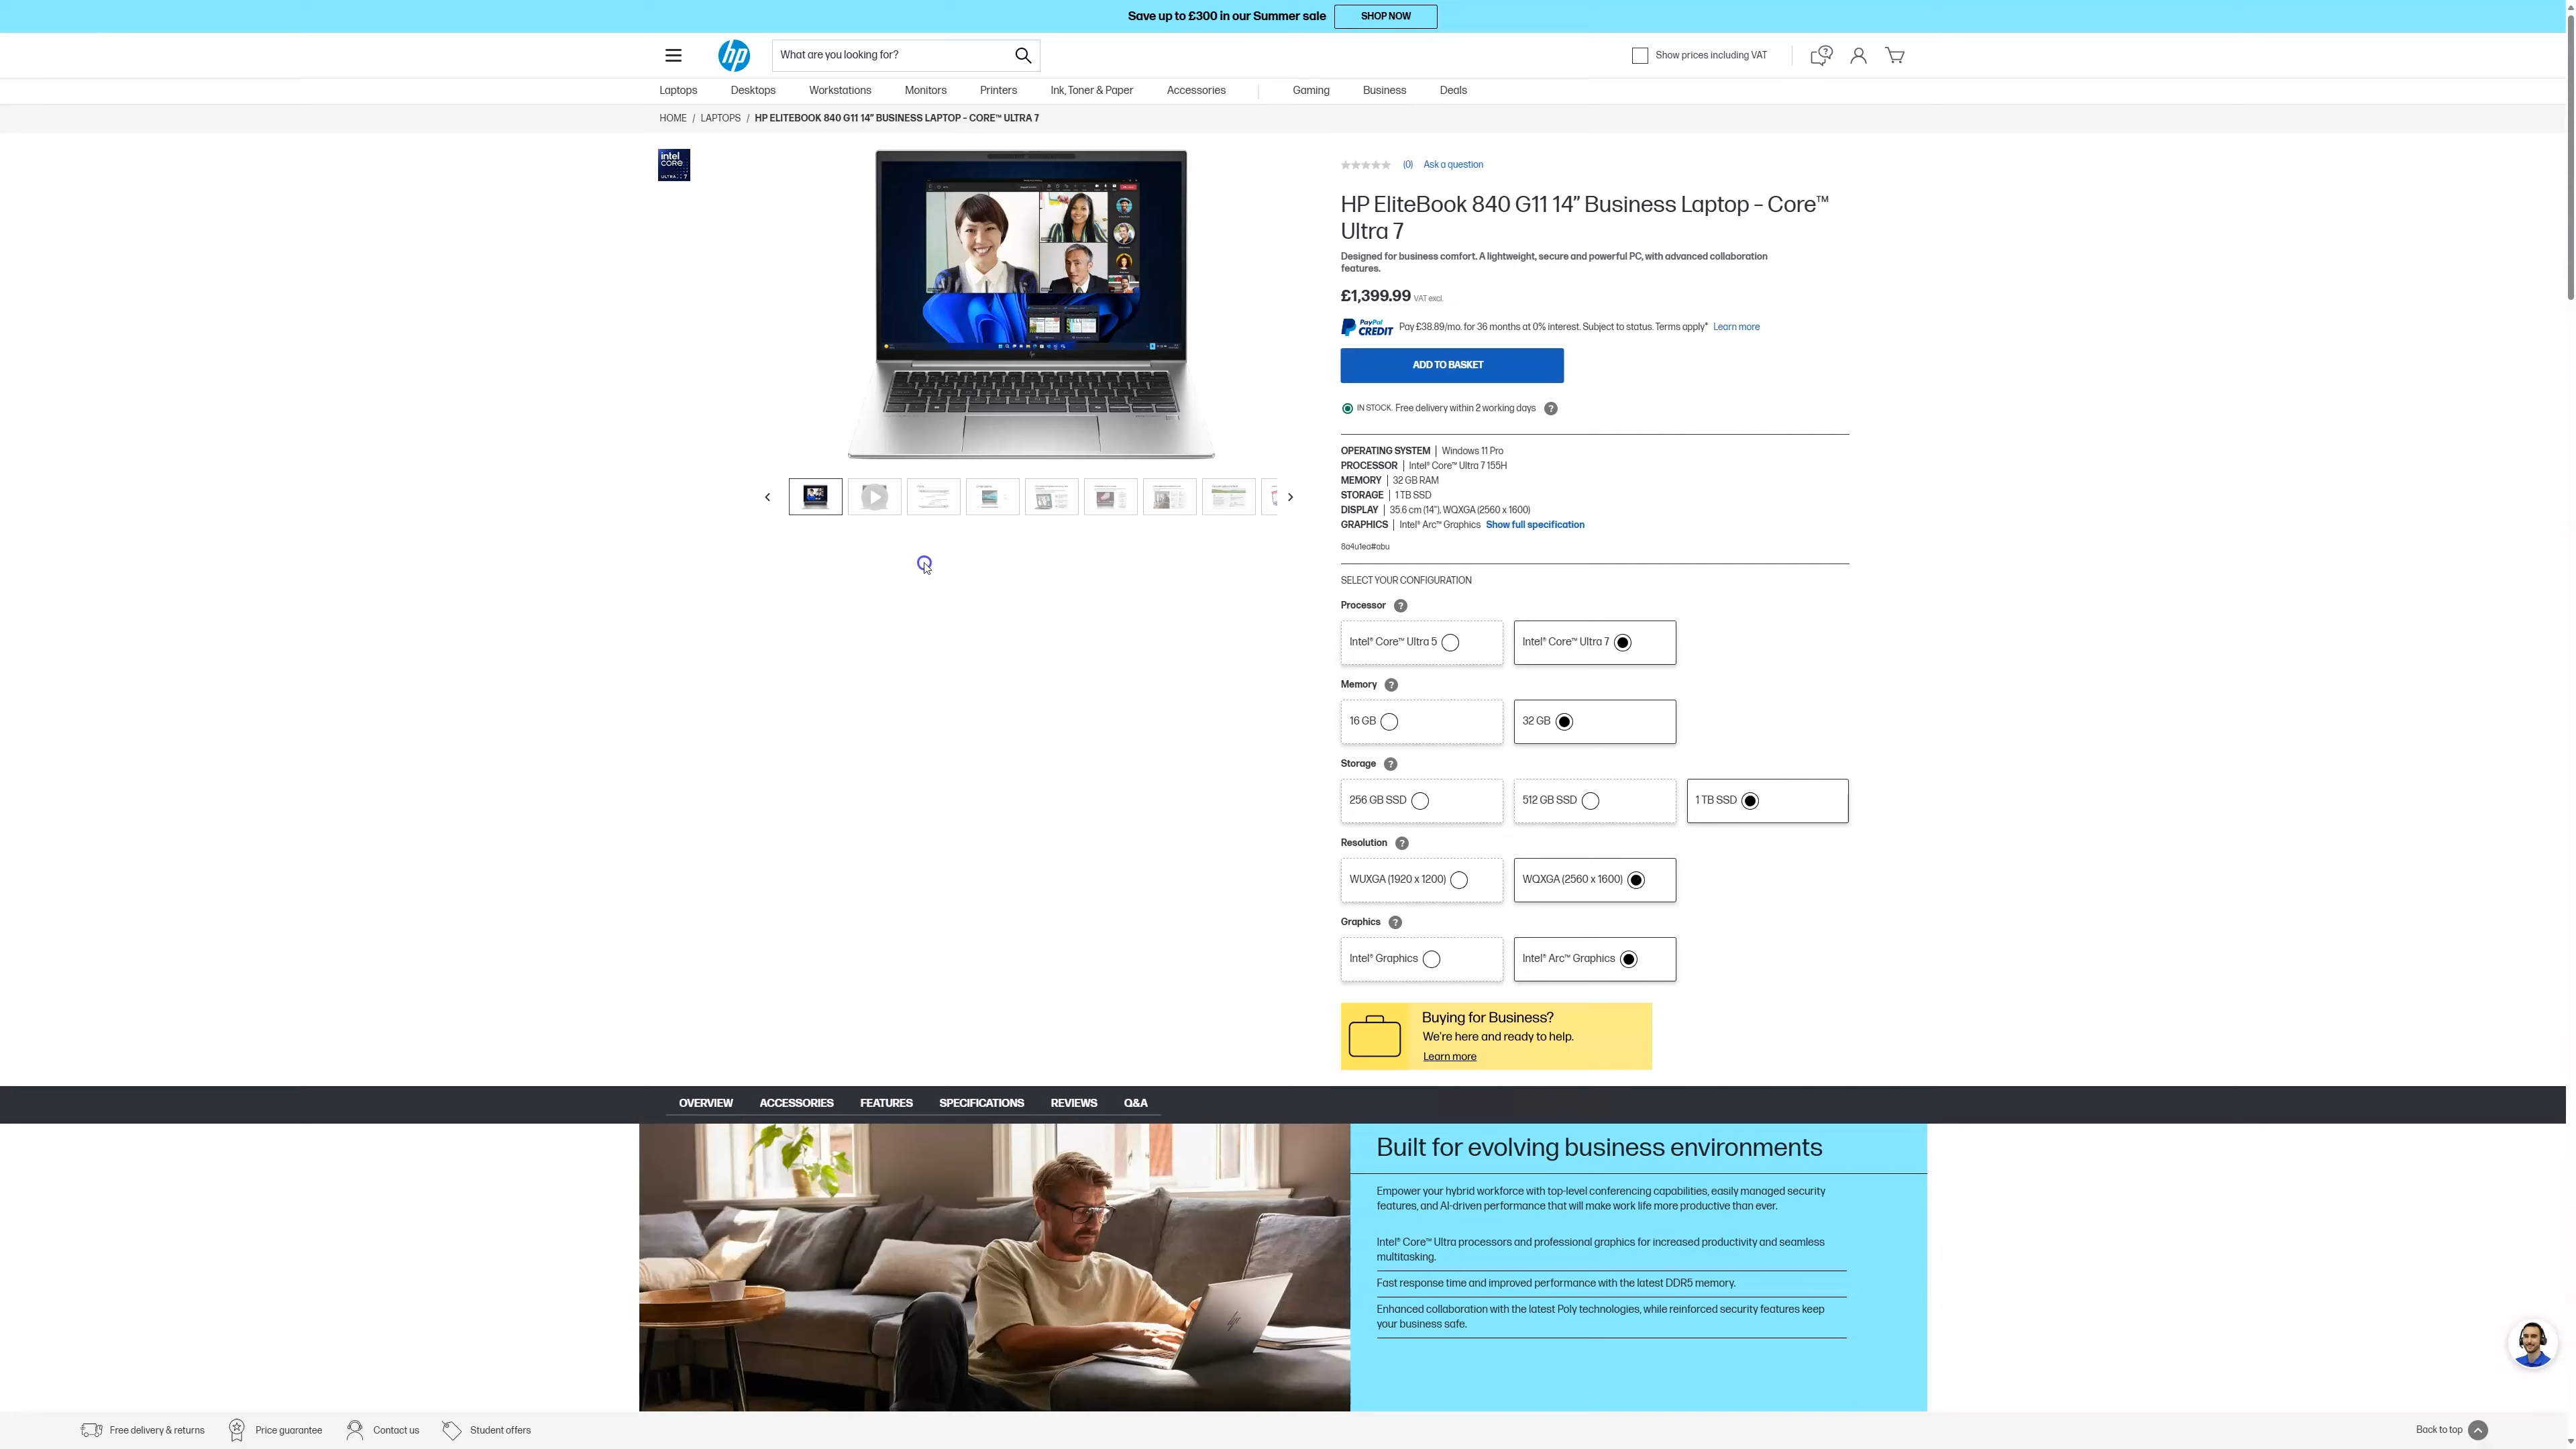 Save up to £300 in our Summer sale SHOP NOW
hp What are you looking for? Show prices including VAT
Laptops Desktops Workstations Monitors Printers Ink, Toner & Paper Accessories Gaming Business Deals
HOME / LAPTOPS / HP ELITEBOOK 840 G11 14” BUSINESS LAPTOP – CORE™ ULTRA 7
intel
CORE
ULTRA 7
(0) Ask a question
HP EliteBook 840 G11 14” Business Laptop – Core™
Ultra 7
Designed for business comfort. A lightweight, secure and powerful PC, with advanced collaboration
features.
£1,399.99 VAT excl.
PayPal CREDIT Pay £38.89/mo. for 36 months at 0% interest. Subject to status. Terms apply* Learn more
ADD TO BASKET
IN STOCK. Free delivery within 2 working days ?
OPERATING SYSTEM | Windows 11 Pro
PROCESSOR | Intel® Core™ Ultra 7 155H
MEMORY | 32 GB RAM
STORAGE | 1 TB SSD
DISPLAY | 35.6 cm (14"), WQXGA (2560 x 1600)
GRAPHICS | Intel® Arc™ Graphics Show full specification
8a4u1ea#abu
SELECT YOUR CONFIGURATION
Processor ?
Intel® Core™ Ultra 5 Intel® Core™ Ultra 7
Memory ?
16 GB 32 GB
Storage ?
256 GB SSD 512 GB SSD 1 TB SSD
Resolution ?
WUXGA (1920 x 1200) WQXGA (2560 x 1600)
Graphics ?
Intel® Graphics Intel® Arc™ Graphics
Buying for Business?
We're here and ready to help.
Learn more
OVERVIEW ACCESSORIES FEATURES SPECIFICATIONS REVIEWS Q&A
Built for evolving business environments
Empower your hybrid workforce with top-level conferencing capabilities, easily managed security
features, and AI-driven performance that will make work life more productive than ever.
Intel® Core™ Ultra processors and professional graphics for increased productivity and seamless
multitasking.
Fast response time and improved performance with the latest DDR5 memory.
Enhanced collaboration with the latest Poly technologies, while reinforced security features keep
your business safe.
Free delivery & returns Price guarantee Contact us Student offers Back to top